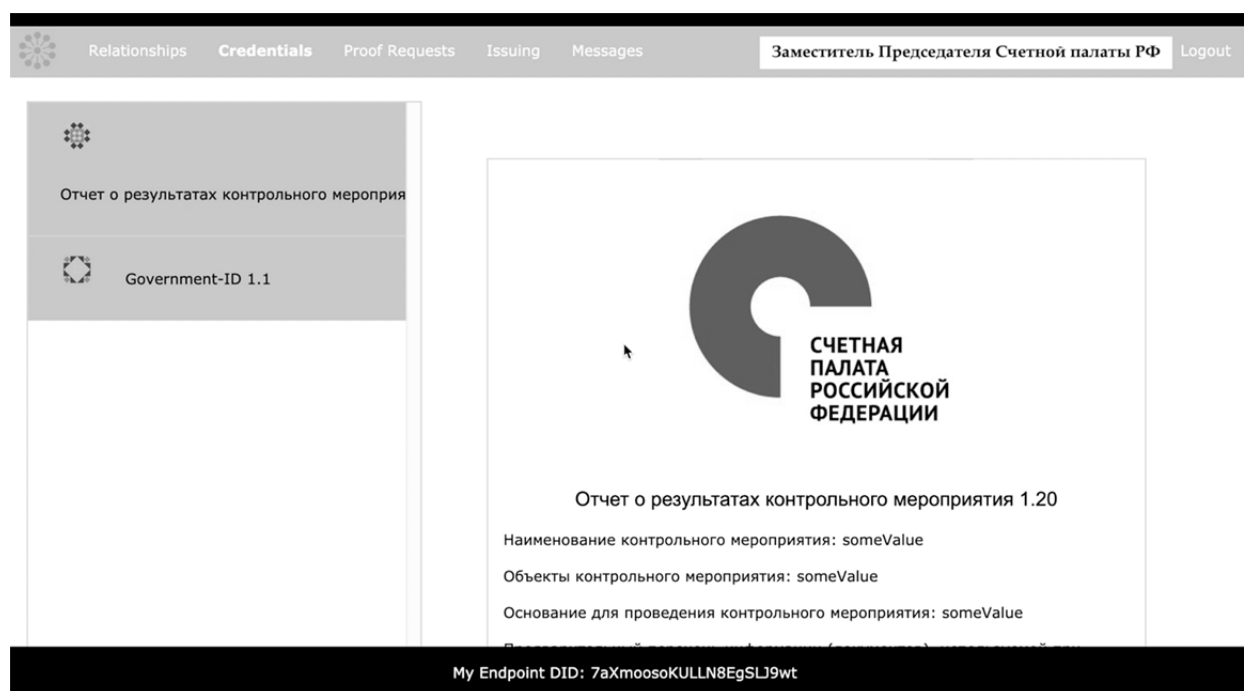 Relationships Credentials Proof Requests Issuing Messages Заместитель Председателя Счетной палаты РФ Logout
Отчет о результатах контрольного мероприя
Government-ID 1.1
СЧЕТНАЯ
ПАЛАТА
РОССИЙСКОЙ
ФЕДЕРАЦИИ
Отчет о результатах контрольного мероприятия 1.20
Наименование контрольного мероприятия: someValue
Объекты контрольного мероприятия: someValue
Основание для проведения контрольного мероприятия: someValue
My Endpoint DID: 7aXmoosoKULLN8EgSLJ9wt